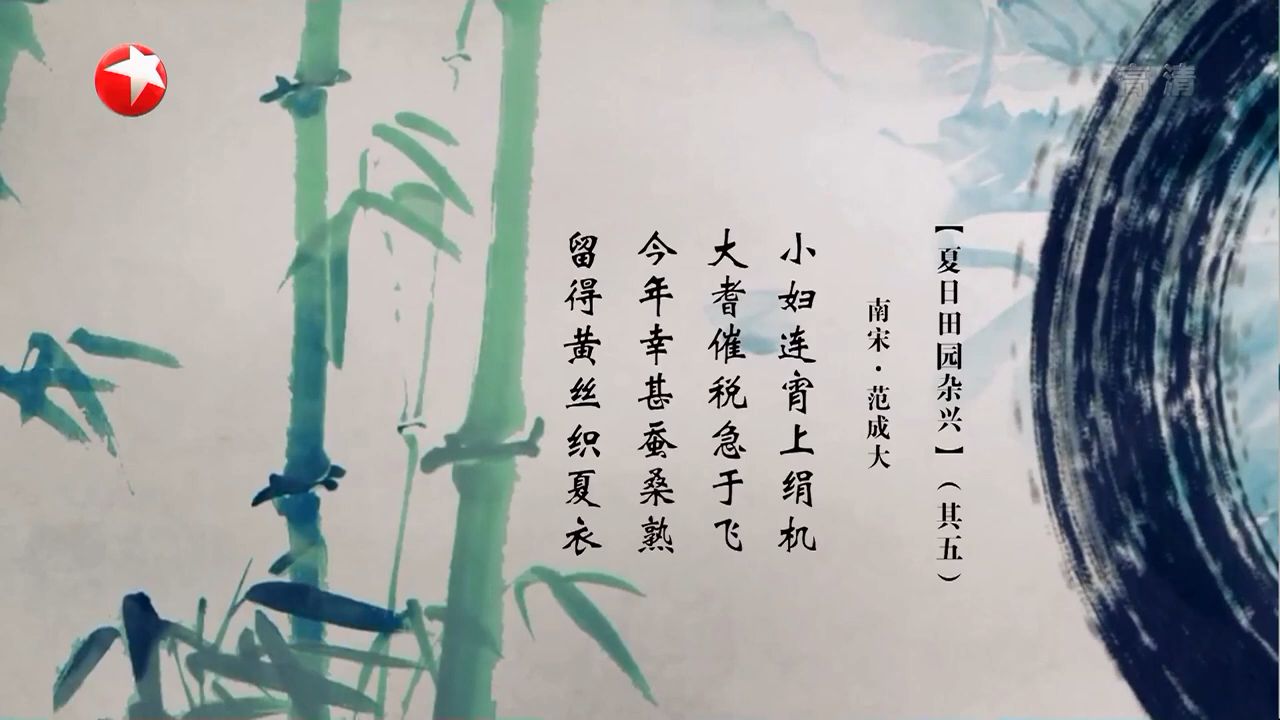 【夏日田园杂兴】（其五）
南宋·范成大
小妇连宵上绢机
大耆催税急于飞
今年幸甚蚕桑熟
留得黄丝织夏衣
高清